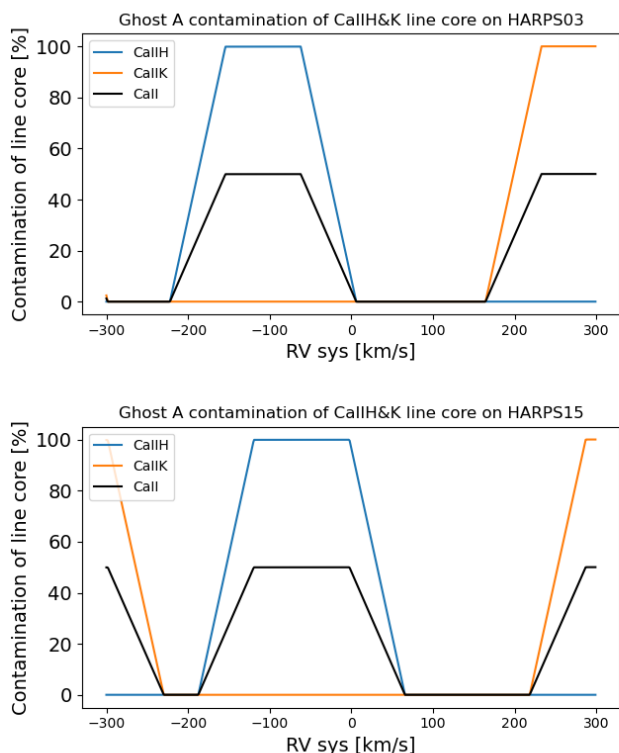 Ghost A contamination of CaIIH&K line core on HARPS03
Contamination of line core [%]
100
80
60
40
20
0
CaIIH
CaIIK
CaII
−300 −200 −100 0 100 200 300
RV sys [km/s]
Ghost A contamination of CaIIH&K line core on HARPS15
Contamination of line core [%]
100
80
60
40
20
0
CaIIH
CaIIK
CaII
−300 −200 −100 0 100 200 300
RV sys [km/s]